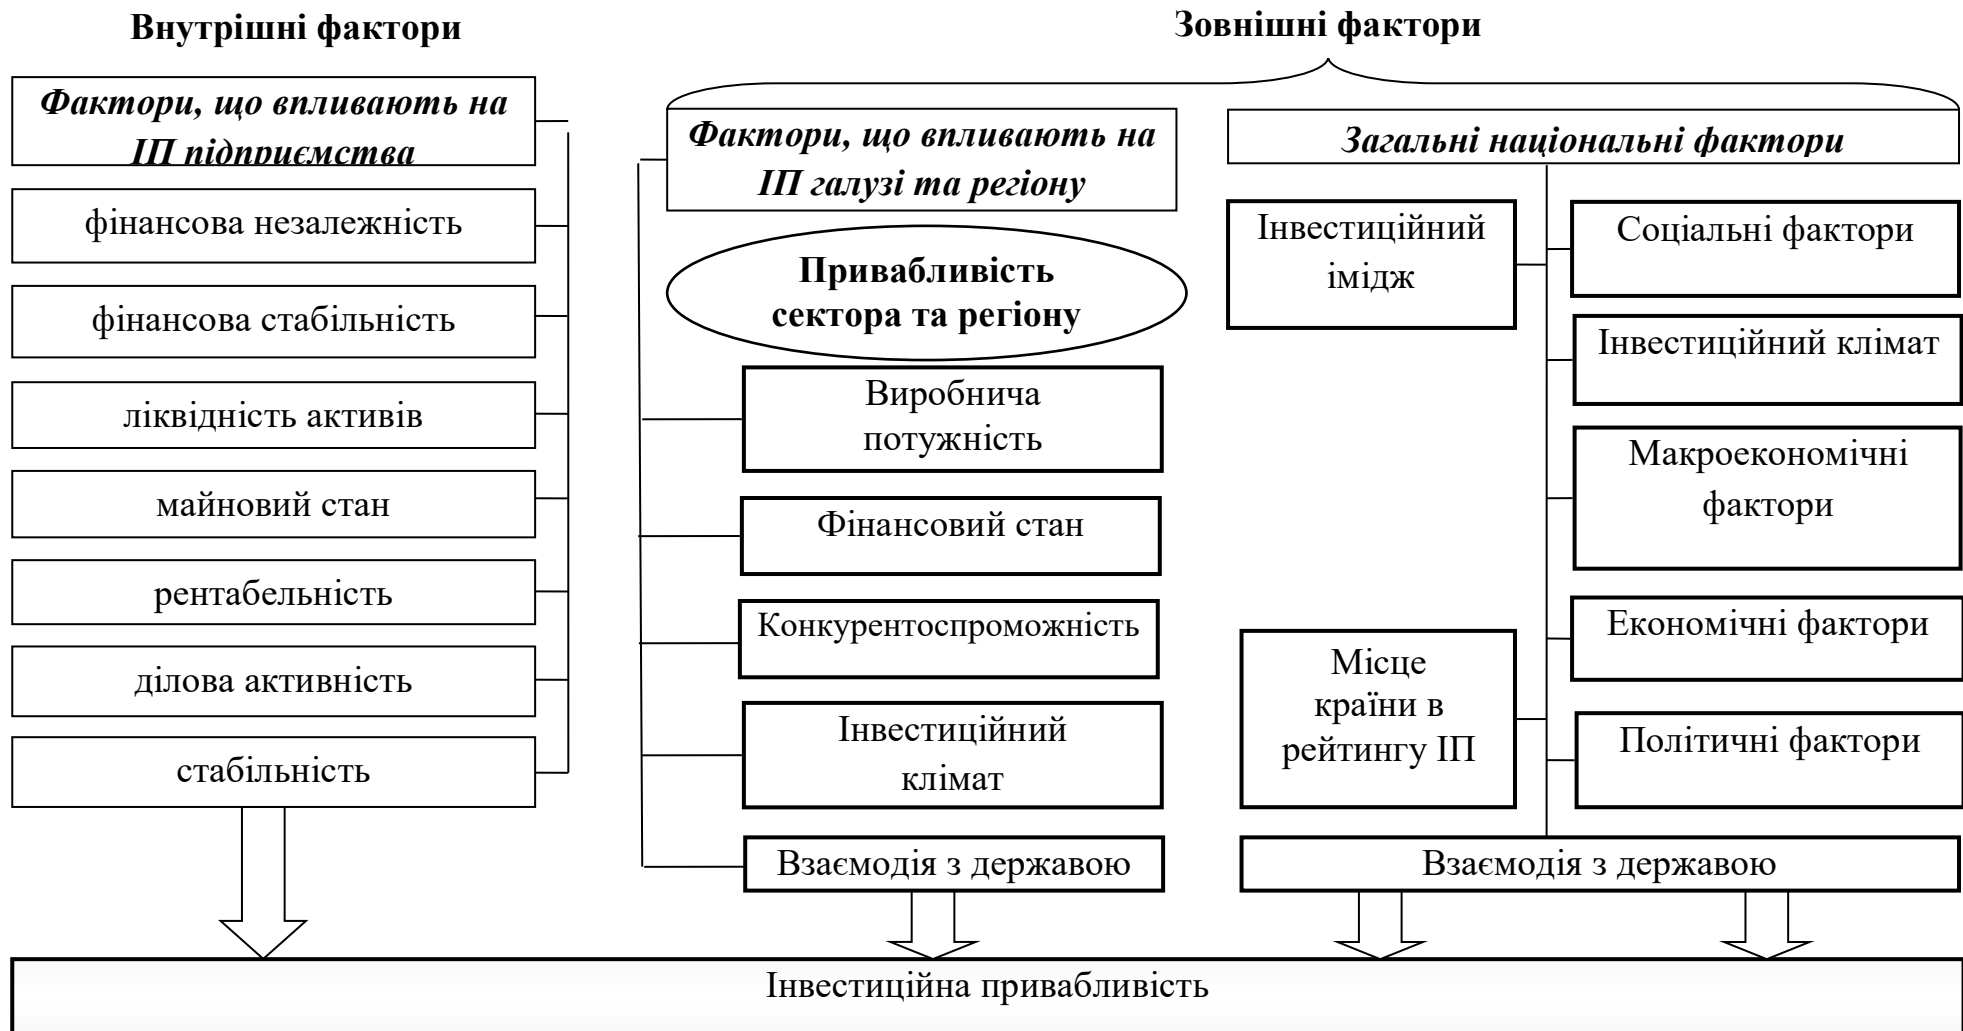 Внутрішні фактори
Фактори, що впливають на
ІП підприємства
фінансова незалежність
фінансова стабільність
ліквідність активів
майновий стан
рентабельність
ділова активність
стабільність
Зовнішні фактори
Фактори, що впливають на
ІП галузі та регіону
Привабливість
сектора та регіону
Виробнича
потужність
Фінансовий стан
Конкурентоспроможність
Інвестиційний
клімат
Взаємодія з державою
Загальні національні фактори
Інвестиційний
імідж
Місце
країни в
рейтингу ІП
Соціальні фактори
Інвестиційний клімат
Макроекономічні
фактори
Економічні фактори
Політичні фактори
Взаємодія з державою
Інвестиційна привабливість